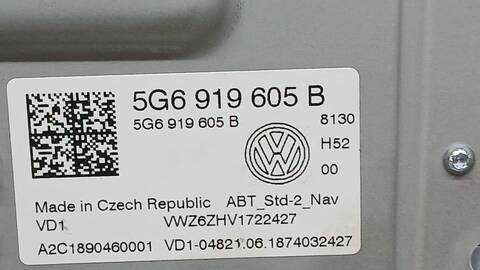 5G6 919 605 B
5G6 919 605 B
8130
H52
00
Made in Czech Republic ABT_Std-2_Nav
VD1 VWZ6ZHV1722427
A2C1890460001 VD1-04821.06.1874032427